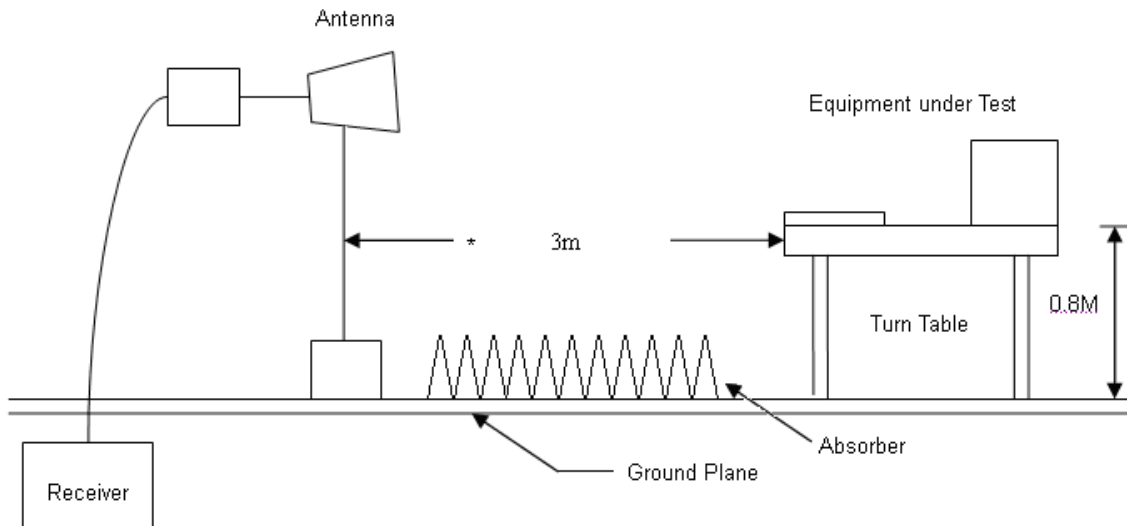 Antenna
Equipment under Test
* 3m
0.8M
Turn Table
Absorber
Ground Plane
Receiver